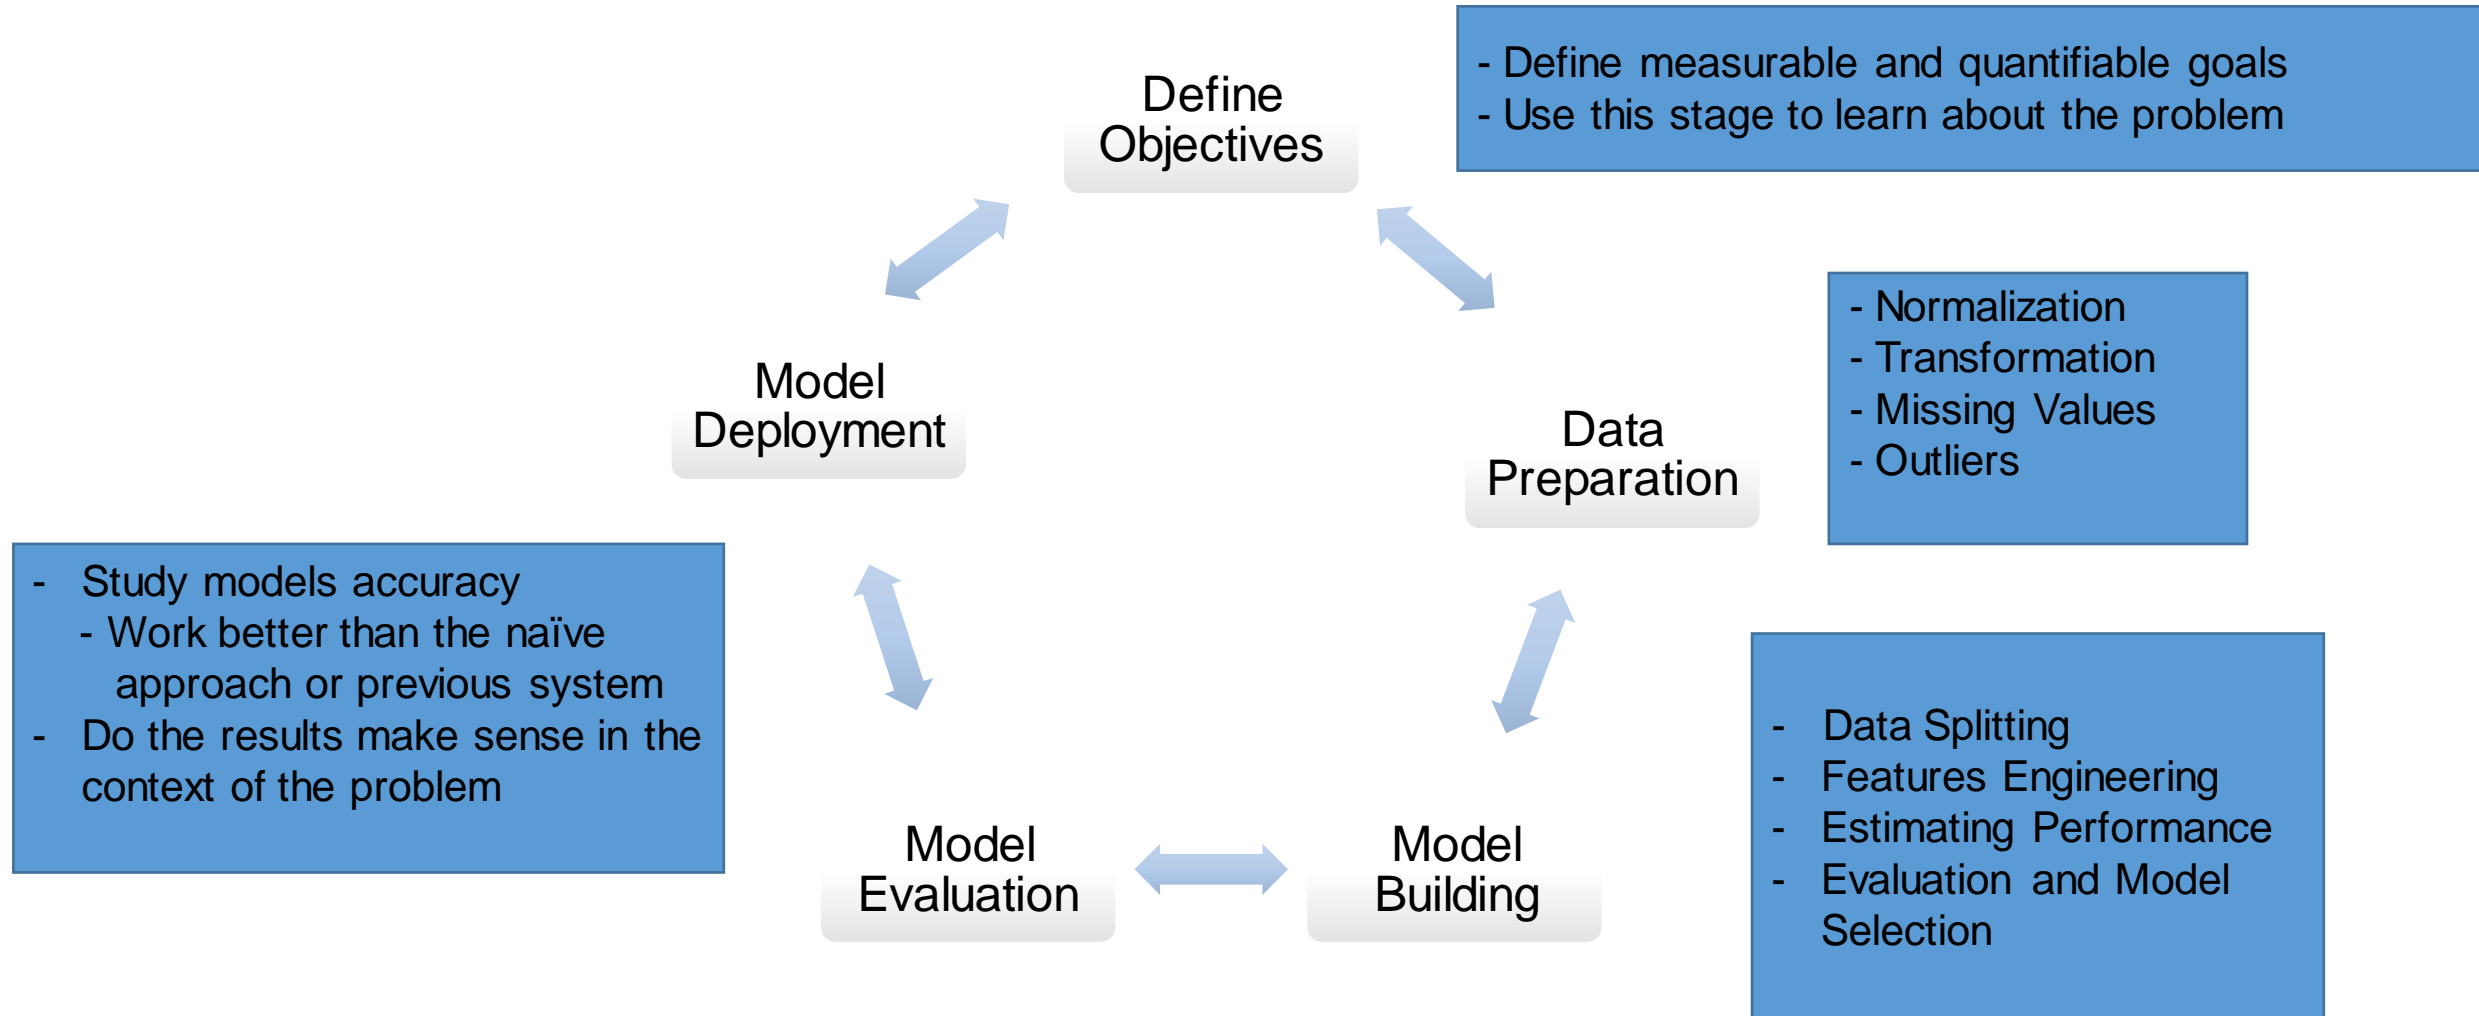 Define
Objectives
- Define measurable and quantifiable goals
- Use this stage to learn about the problem
Model
Deployment
Data
Preparation
- Normalization
- Transformation
- Missing Values
- Outliers
- Study models accuracy
- Work better than the naïve
approach or previous system
- Do the results make sense in the
context of the problem
Model
Evaluation
Model
Building
- Data Splitting
- Features Engineering
- Estimating Performance
- Evaluation and Model
Selection